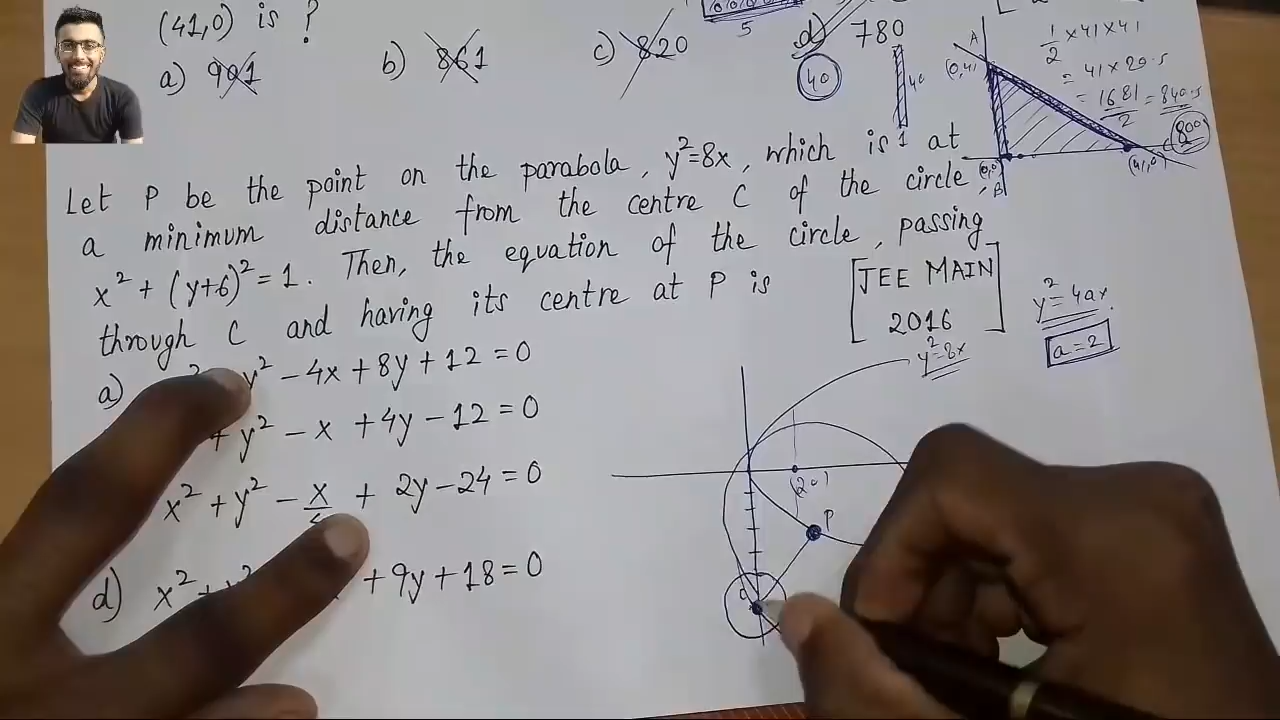 (41,0) is ?
a) 901
b) 861
c) 820
d) 780
5
40
40
A
(0,41)
(0,0)
B
(41,0)
1/2 × 41 × 41
= 41 × 20.5
= 1681/2 = 840.5
800
Let P be the point on the parabola, y²=8x, which is at
a minimum distance from the centre C of the circle,
x² + (y+6)² = 1. Then, the equation of the circle, passing
through C and having its centre at P is
[JEE MAIN
2016]
y² = 4ax.
a=2
y²=8x
a) y² - 4x + 8y + 12 = 0
+ y² - x + 4y - 12 = 0
x² + y² - x/ + 2y - 24 = 0
d) x² + + 9y + 18 = 0
(2,0)
P
C